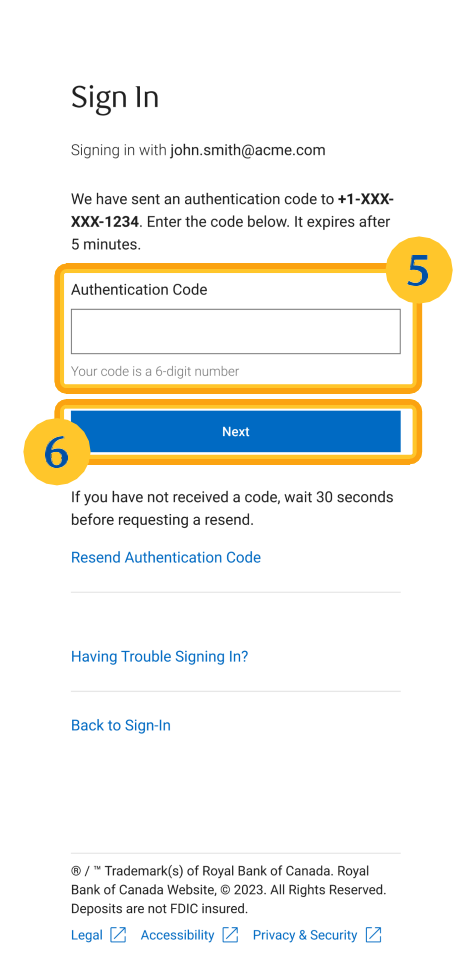 Sign In
Signing in with john.smith@acme.com
We have sent an authentication code to +1-XXX-
XXX-1234. Enter the code below. It expires after
5 minutes.
5
Authentication Code
Your code is a 6-digit number
Next
6
If you have not received a code, wait 30 seconds
before requesting a resend.
Resend Authentication Code
Having Trouble Signing In?
Back to Sign-In
® / ™ Trademark(s) of Royal Bank of Canada. Royal
Bank of Canada Website, © 2023. All Rights Reserved.
Deposits are not FDIC insured.
Legal Accessibility Privacy & Security